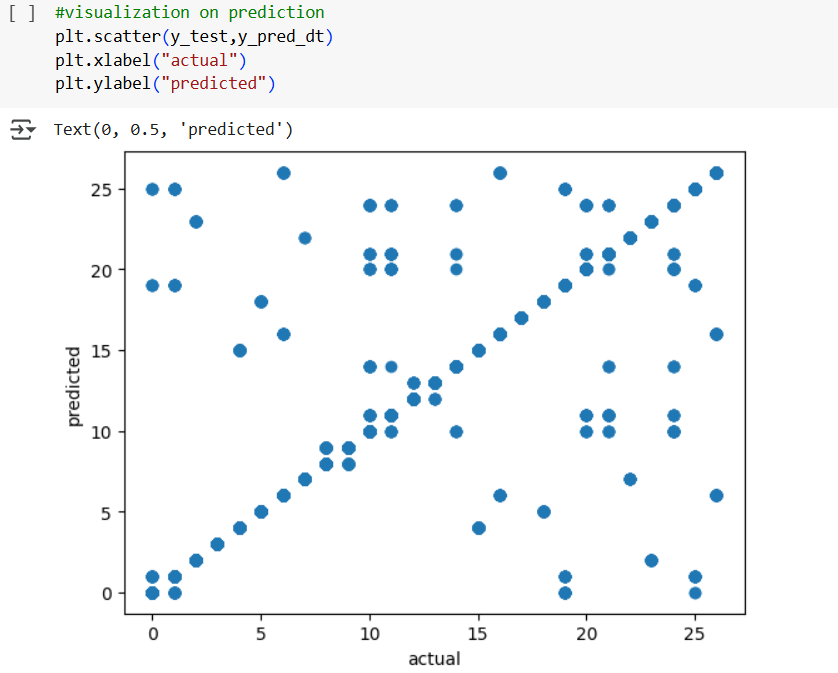 [ ] #visualization on prediction
plt.scatter(y_test,y_pred_dt)
plt.xlabel("actual")
plt.ylabel("predicted")
Text(0, 0.5, 'predicted')
25
20
15
10
5
0
predicted
0 5 10 15 20 25
actual